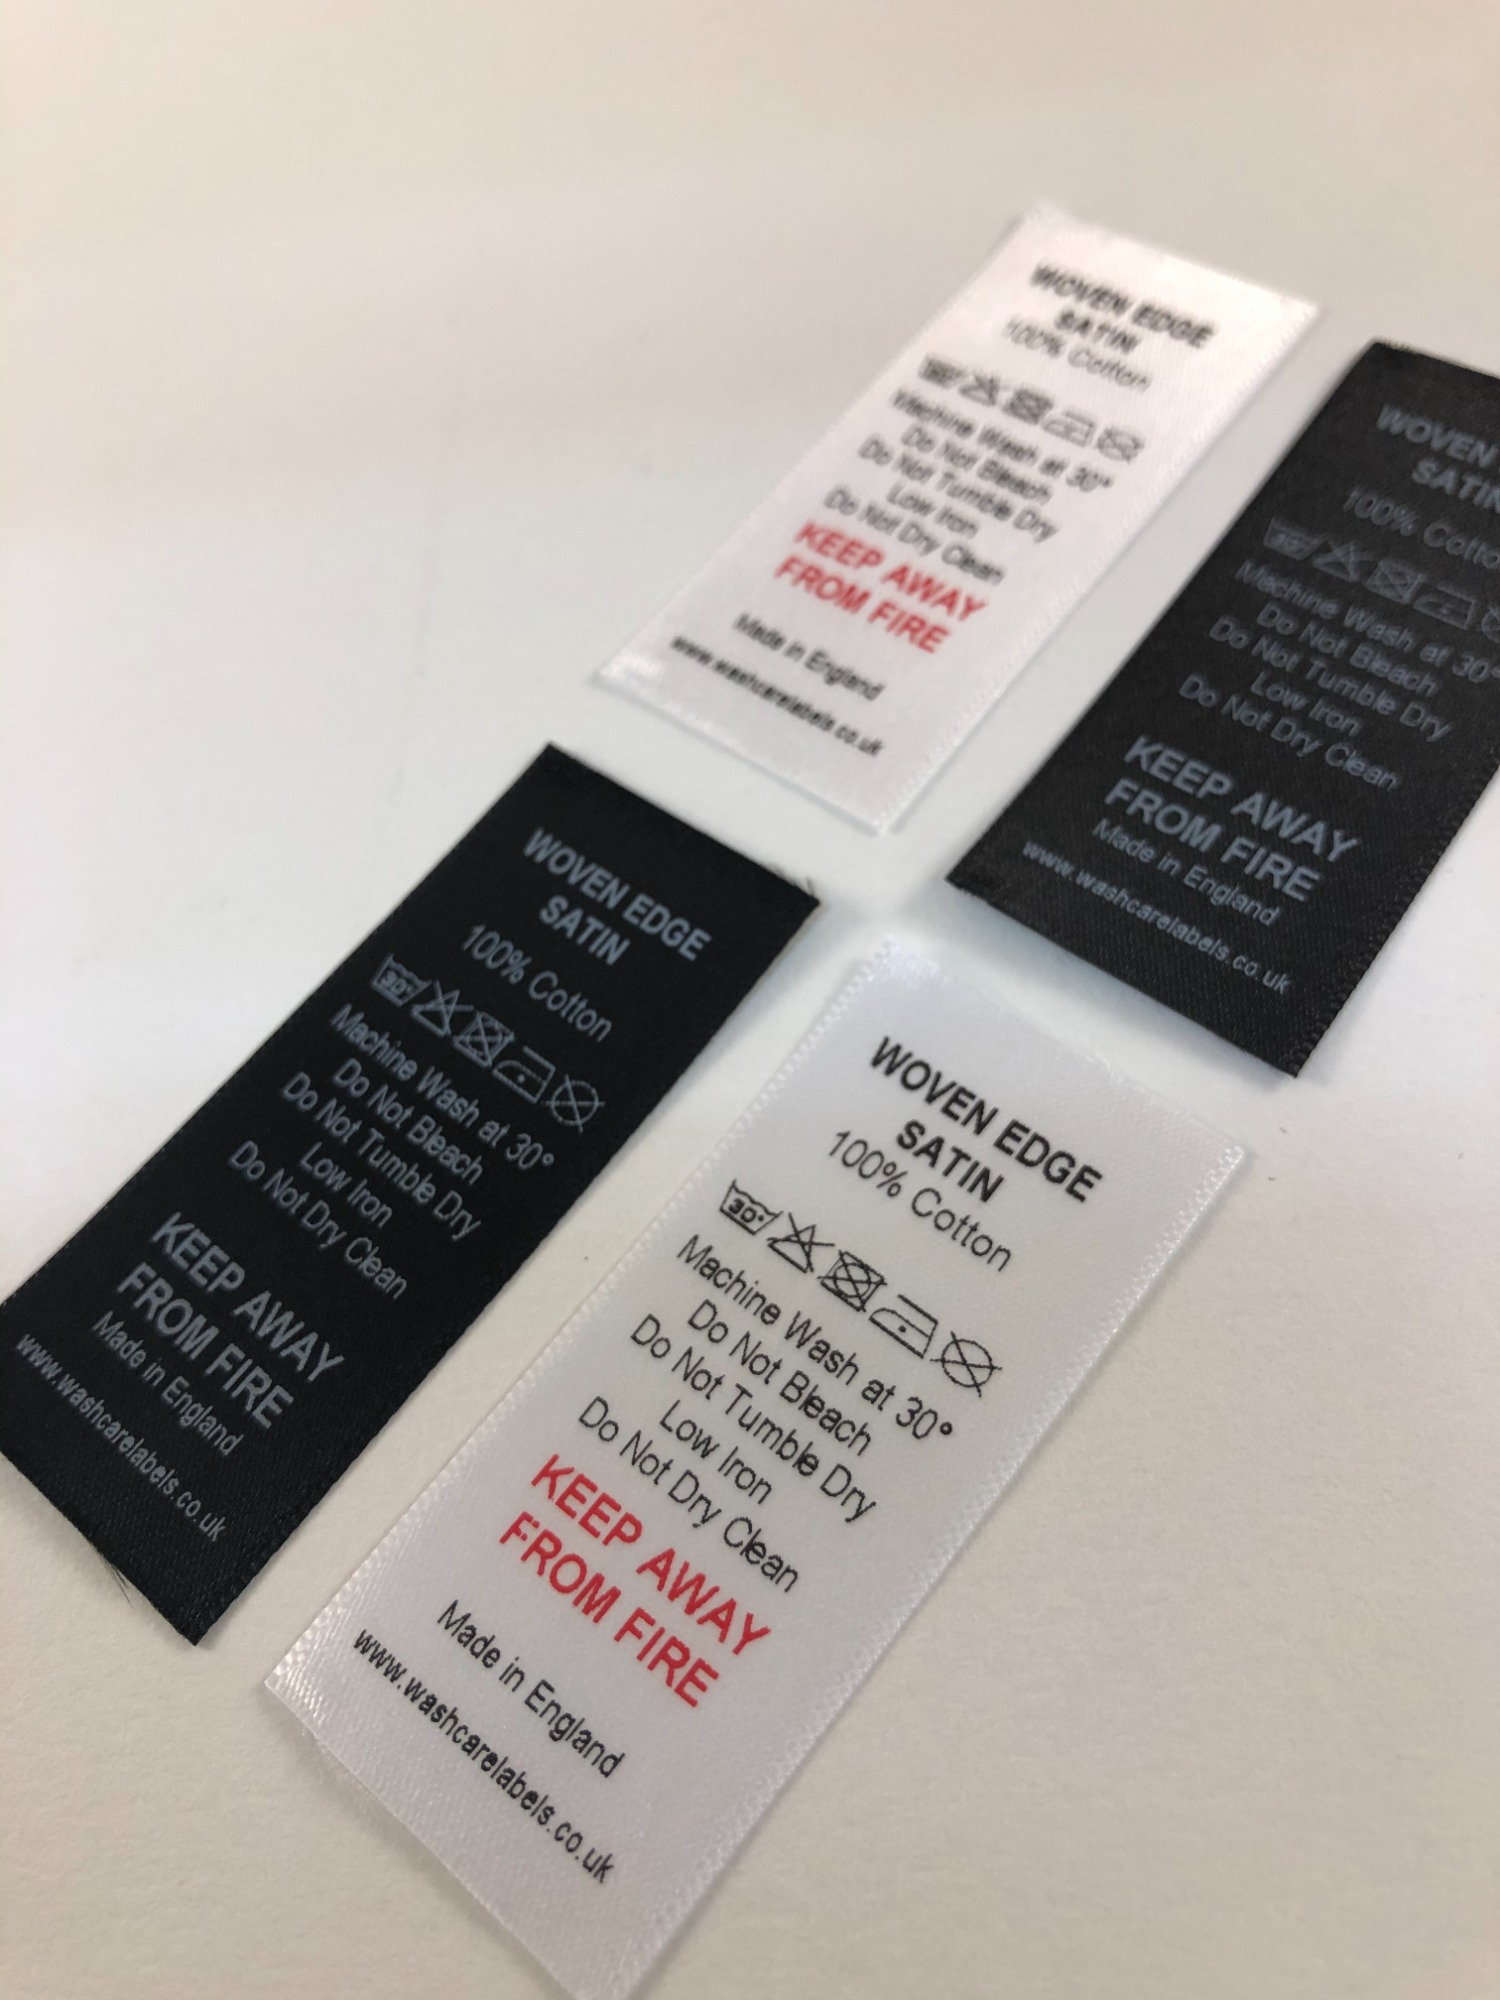 WOVEN EDGE
SATIN
100% Cotton
30°
Machine Wash at 30°
Do Not Bleach
Do Not Tumble Dry
Low Iron
Do Not Dry Clean
KEEP AWAY
FROM FIRE
Made in England
www.washcarelabels.co.uk
WOVEN
SATIN
100% Cotto
30°
Machine Wash at 30°
Do Not Bleach
Do Not Tumble Dry
Low Iron
Do Not Dry Clean
KEEP AWAY
FROM FIRE
Made in England
www.washcarelabels.co.uk
WOVEN EDGE
SATIN
100% Cotton
30°
Machine Wash at 30°
Do Not Bleach
Do Not Tumble Dry
Low Iron
Do Not Dry Clean
KEEP AWAY
FROM FIRE
Made in England
www.washcarelabels.co.uk
WOVEN EDGE
SATIN
100% Cotton
30°
Machine Wash at 30°
Do Not Bleach
Do Not Tumble Dry
Low Iron
Do Not Dry Clean
KEEP AWAY
FROM FIRE
Made in England
www.washcarelabels.co.uk